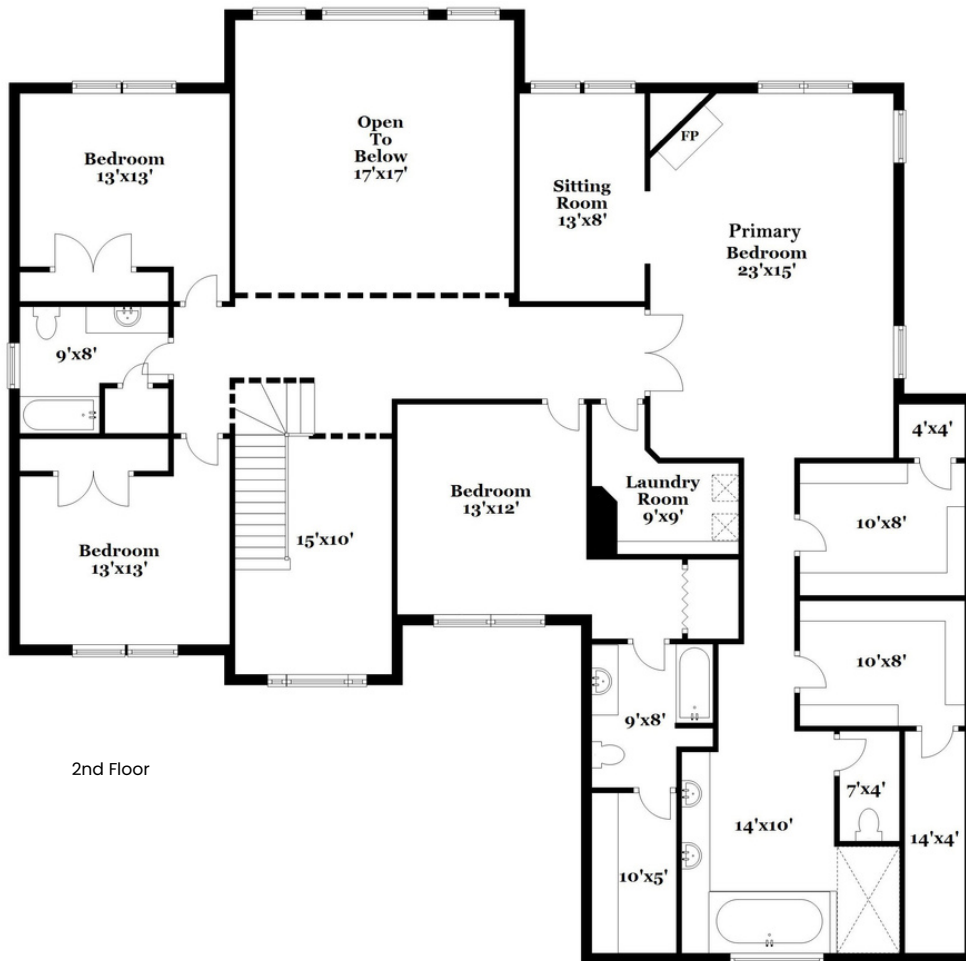 Open
To
Below
17'x17'
Bedroom
13'x13'
FP
Sitting
Room
13'x8'
Primary
Bedroom
23'x15'
9'x8'
4'x4'
Bedroom
13'x12'
Laundry
Room
9'x9'
10'x8'
15'x10'
Bedroom
13'x13'
10'x8'
9'x8'
2nd Floor
7'x4'
14'x10'
14'x4'
10'x5'